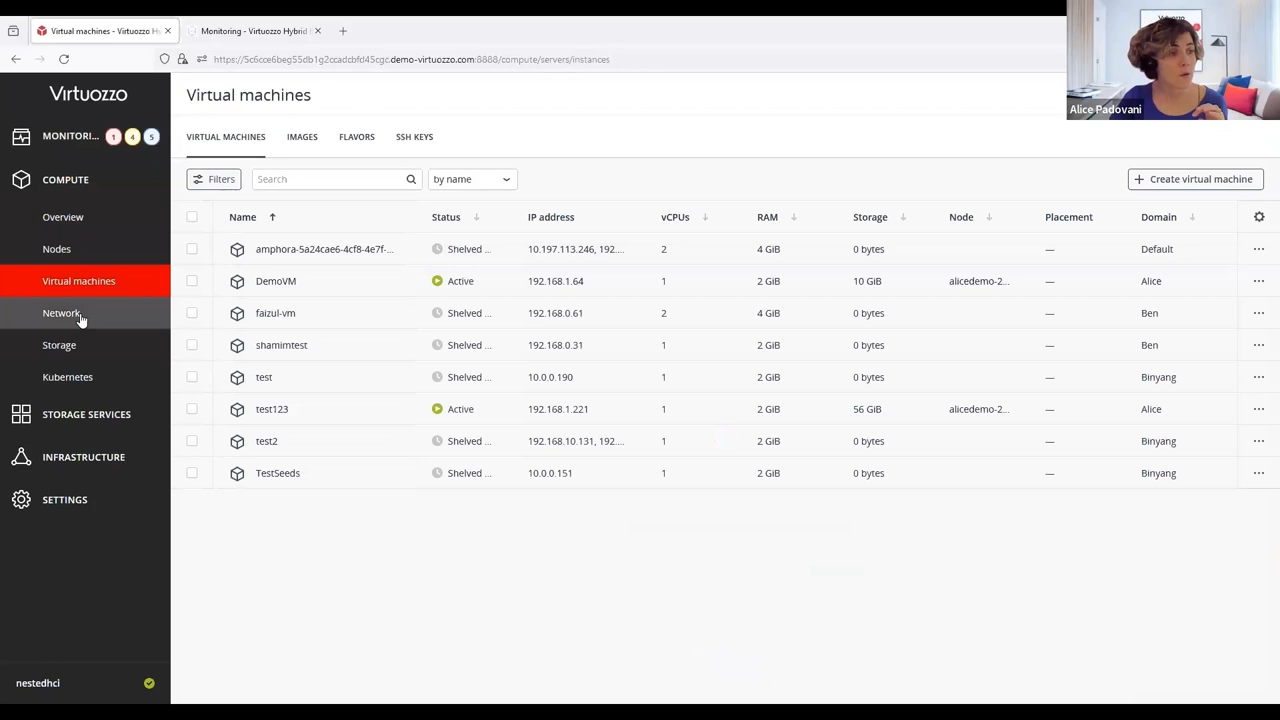 Virtual machines - Virtuozzo H
Monitoring - Virtuozzo Hybrid
https://5c6cce6beg55db1g2ccadcbfd45cgc.demo-virtuozzo.com:8888/compute/servers/instances
Alice Padovani
Virtuozzo
MONITORI... 1 4 5
COMPUTE
Overview
Nodes
Virtual machines
Network
Storage
Kubernetes
STORAGE SERVICES
INFRASTRUCTURE
SETTINGS
nestedhci
Virtual machines
VIRTUAL MACHINES IMAGES FLAVORS SSH KEYS
Filters Search by name Create virtual machine
Name Status IP address vCPUs RAM Storage Node Placement Domain
amphora-5a24cae6-4cf8-4e7f-... Shelved ... 10.197.113.246, 192.... 2 4 GiB 0 bytes — Default
DemoVM Active 192.168.1.64 1 2 GiB 10 GiB alicedemo-2... — Alice
faizul-vm Shelved ... 192.168.0.61 2 4 GiB 0 bytes — Ben
shamimtest Shelved ... 192.168.0.31 1 2 GiB 0 bytes — Ben
test Shelved ... 10.0.0.190 1 2 GiB 0 bytes — Binyang
test123 Active 192.168.1.221 1 2 GiB 56 GiB alicedemo-2... — Alice
test2 Shelved ... 192.168.10.131, 192.... 1 2 GiB 0 bytes — Binyang
TestSeeds Shelved ... 10.0.0.151 1 2 GiB 0 bytes — Binyang